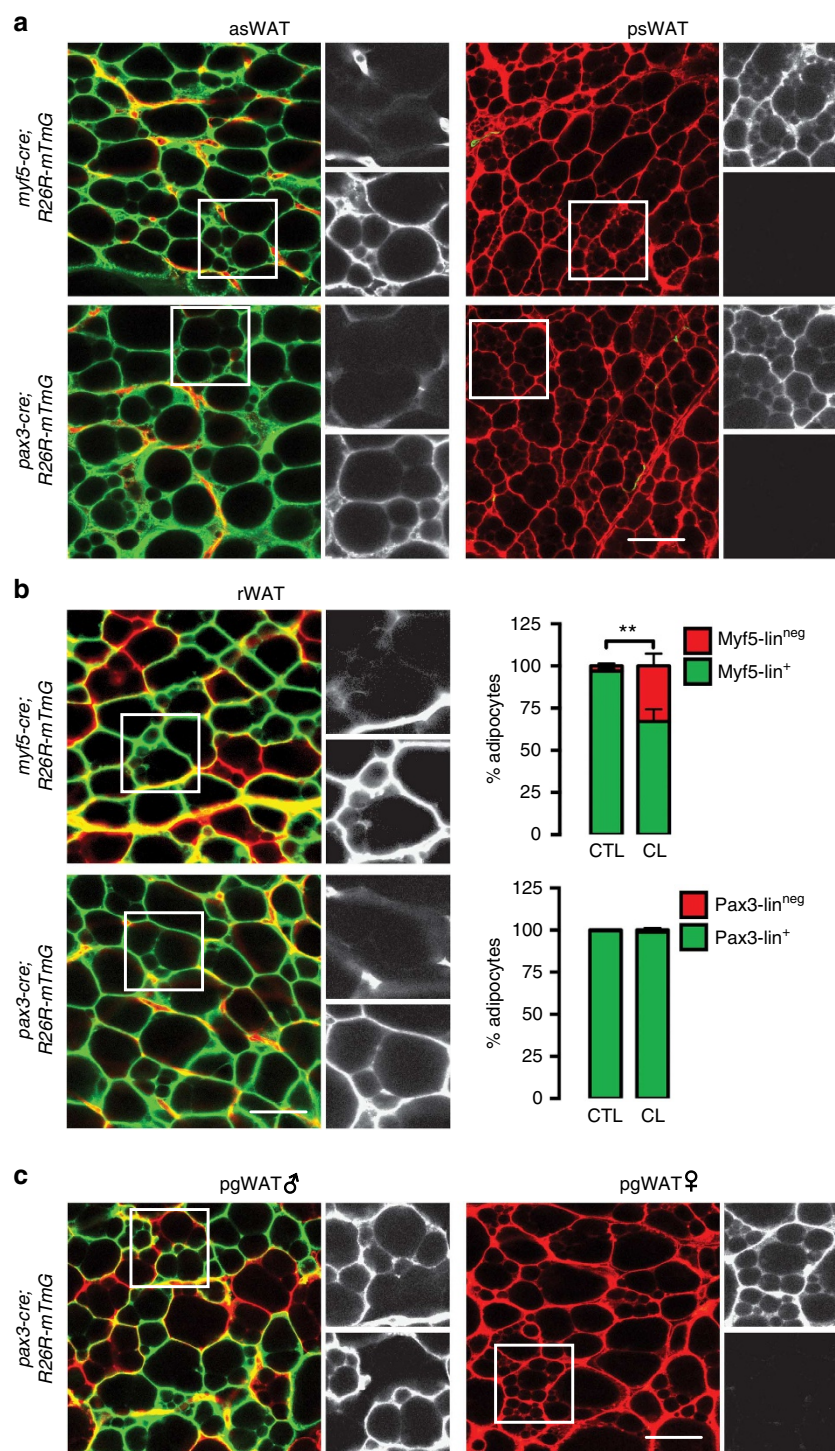 a
asWAT
psWAT
myf5-cre;
R26R-mTmG
pax3-cre;
R26R-mTmG
b
rWAT
myf5-cre;
R26R-mTmG
125
100
75
50
25
0
% adipocytes
**
CTL
CL
Myf5-lin^neg
Myf5-lin^+
pax3-cre;
R26R-mTmG
125
100
75
50
25
0
% adipocytes
CTL
CL
Pax3-lin^neg
Pax3-lin^+
c
pgWAT♂
pgWAT♀
pax3-cre;
R26R-mTmG